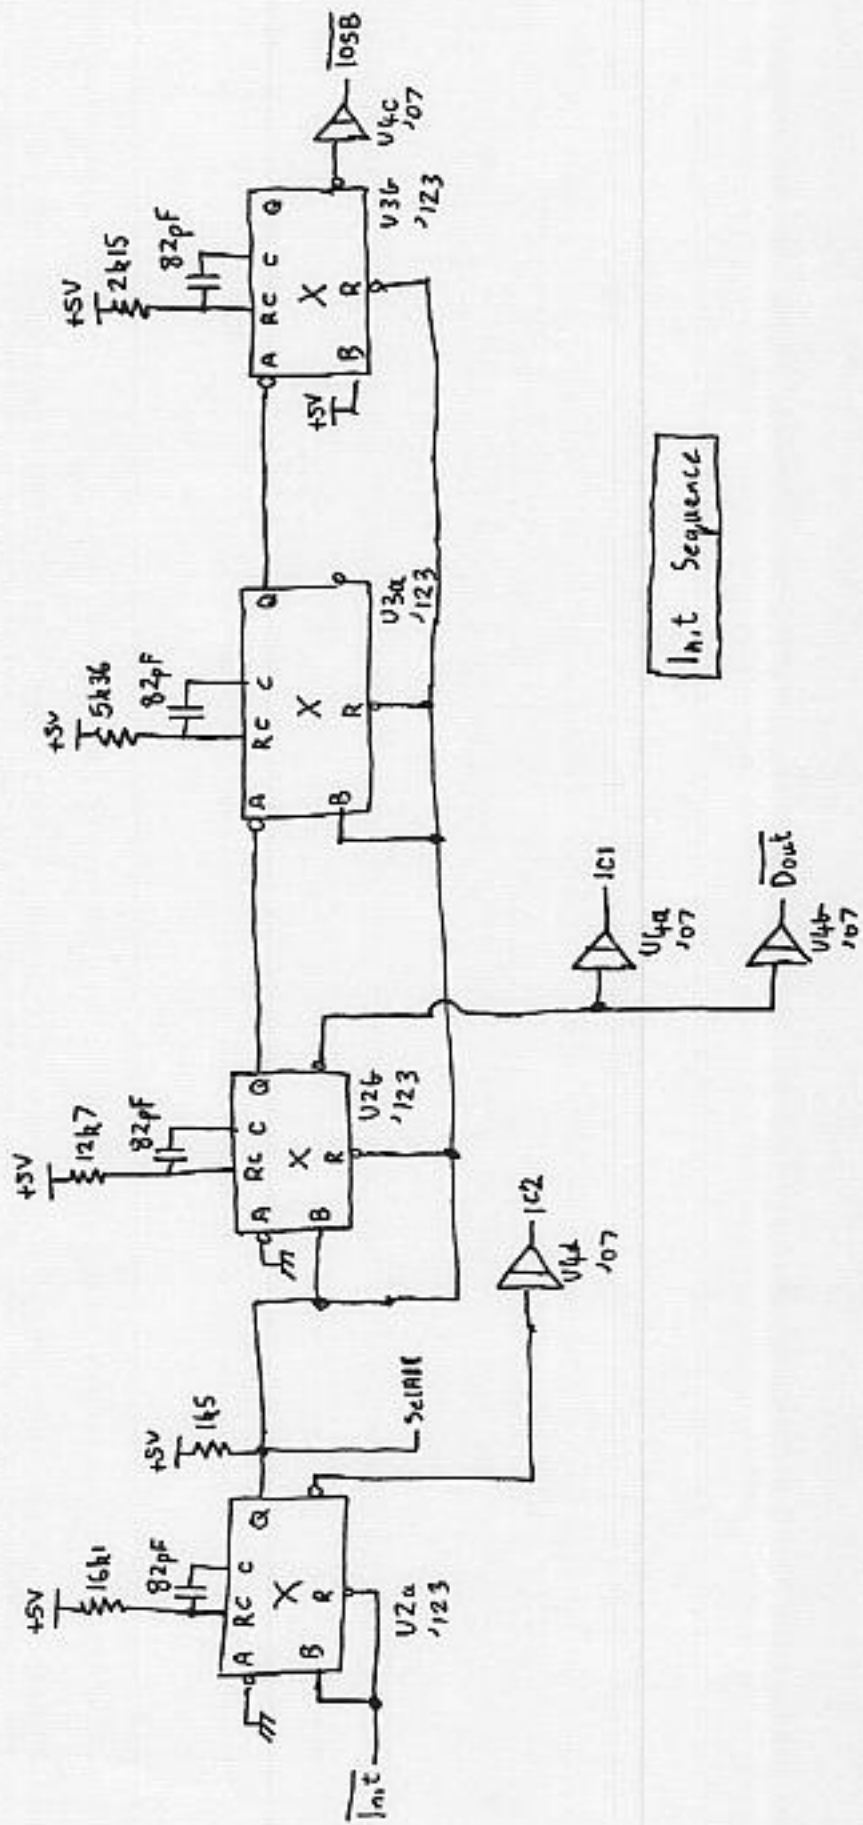 Init
+5V
16k1
82pF
A
RC
C
Q
X
B
R
U2a
'123
+5V
1k5
SelAll
IC2
U4d
'07
+5V
12k7
82pF
A
RC
C
Q
X
B
R
U2b
'123
IC1
U4a
'07
Dout
U4b
'07
+5V
5k36
82pF
A
RC
C
Q
X
B
R
U3a
'123
+5V
2k15
82pF
A
RC
C
Q
X
B
R
+5V
U3b
'123
U4c
'07
IOSB
Init Sequence